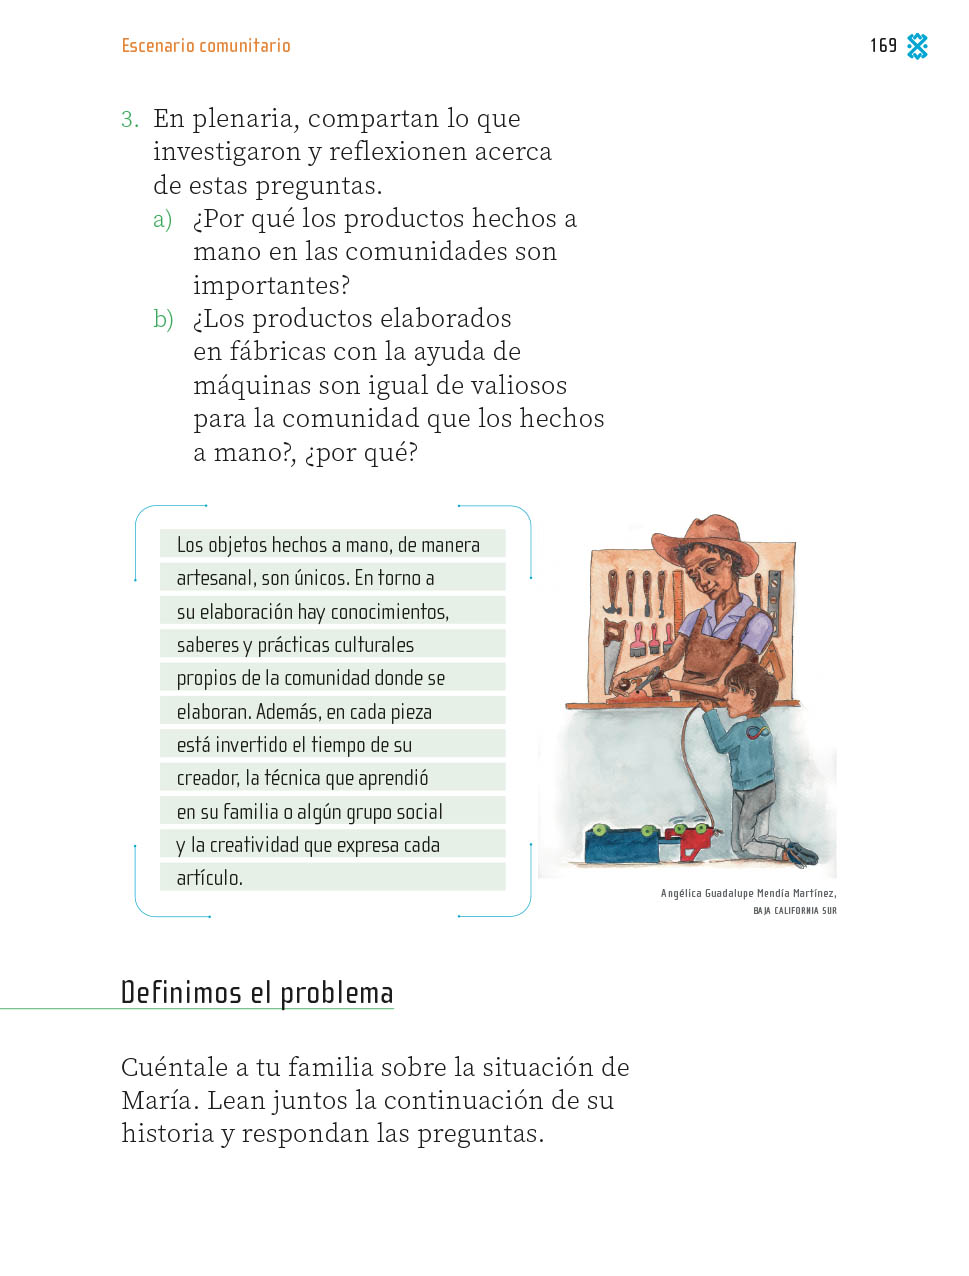 Escenario comunitario
169
3. En plenaria, compartan lo que
investigaron y reflexionen acerca
de estas preguntas.
a) ¿Por qué los productos hechos a
mano en las comunidades son
importantes?
b) ¿Los productos elaborados
en fábricas con la ayuda de
máquinas son igual de valiosos
para la comunidad que los hechos
a mano?, ¿por qué?
Los objetos hechos a mano, de manera
artesanal, son únicos. En torno a
su elaboración hay conocimientos,
saberes y prácticas culturales
propios de la comunidad donde se
elaboran. Además, en cada pieza
está invertido el tiempo de su
creador, la técnica que aprendió
en su familia o algún grupo social
y la creatividad que expresa cada
artículo.
Angélica Guadalupe Mendía Martínez,
BAJA CALIFORNIA SUR
Definimos el problema
Cuéntale a tu familia sobre la situación de
María. Lean juntos la continuación de su
historia y respondan las preguntas.